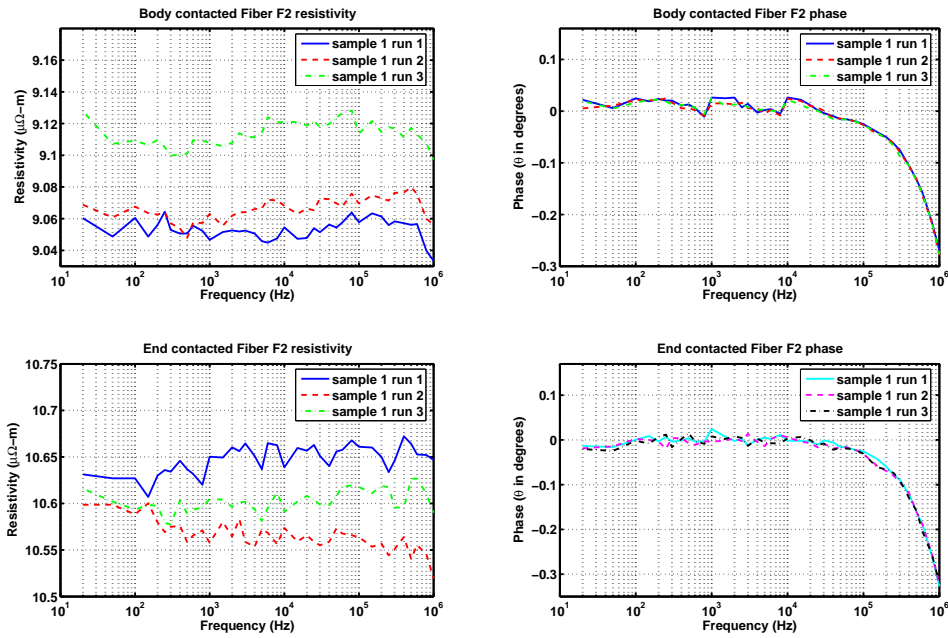 Body contacted Fiber F2 resistivity
9.16
9.14
9.12
9.1
9.08
9.06
9.04
Resistivity (μΩ−m)
sample 1 run 1
sample 1 run 2
sample 1 run 3
10^1 10^2 10^3 10^4 10^5 10^6
Frequency (Hz)
Body contacted Fiber F2 phase
0.1
0
−0.1
−0.2
−0.3
Phase (θ in degrees)
sample 1 run 1
sample 1 run 2
sample 1 run 3
10^1 10^2 10^3 10^4 10^5 10^6
Frequency (Hz)
End contacted Fiber F2 resistivity
10.75
10.7
10.65
10.6
10.55
10.5
Resistivity (μΩ−m)
sample 1 run 1
sample 1 run 2
sample 1 run 3
10^1 10^2 10^3 10^4 10^5 10^6
Frequency (Hz)
End contacted Fiber F2 phase
0.1
0
−0.1
−0.2
−0.3
Phase (θ in degrees)
sample 1 run 1
sample 1 run 2
sample 1 run 3
10^1 10^2 10^3 10^4 10^5 10^6
Frequency (Hz)